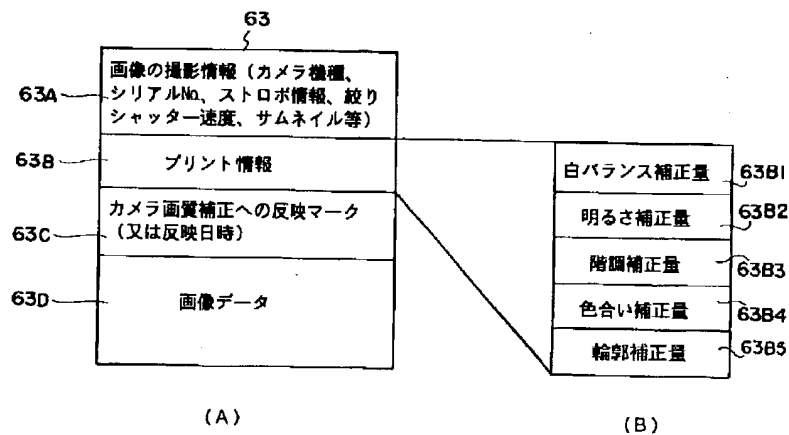 63
63A
画像の撮影情報（カメラ機種、
シリアルNo、ストロボ情報、絞り
シャッター速度、サムネイル等）
63B
プリント情報
63C
カメラ画質補正への反映マーク
（又は反映日時）
63D
画像データ
(A)
白バランス補正量
63B1
明るさ補正量
63B2
階調補正量
63B3
色合い補正量
63B4
輪郭補正量
63B5
(B)